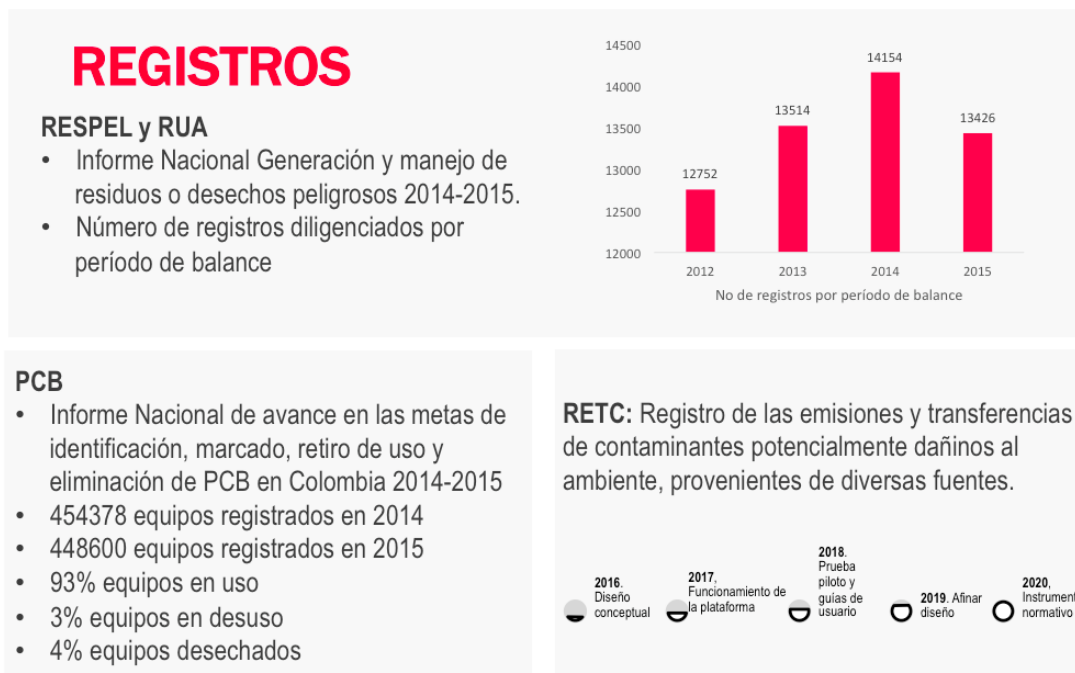 REGISTROS
RESPEL y RUA
• Informe Nacional Generación y manejo de
residuos o desechos peligrosos 2014-2015.
• Número de registros diligenciados por
período de balance
14500
14000
13500
13000
12500
12000
12752
13514
14154
13426
2012 2013 2014 2015
No de registros por período de balance
PCB
• Informe Nacional de avance en las metas de
identificación, marcado, retiro de uso y
eliminación de PCB en Colombia 2014-2015
• 454378 equipos registrados en 2014
• 448600 equipos registrados en 2015
• 93% equipos en uso
• 3% equipos en desuso
• 4% equipos desechados
RETC: Registro de las emisiones y transferencias
de contaminantes potencialmente dañinos al
ambiente, provenientes de diversas fuentes.
2016.
Diseño
conceptual
2017,
Funcionamiento de
la plataforma
2018.
Prueba
piloto y
guías de
usuario
2019. Afinar
diseño
2020,
Instrument
normativo